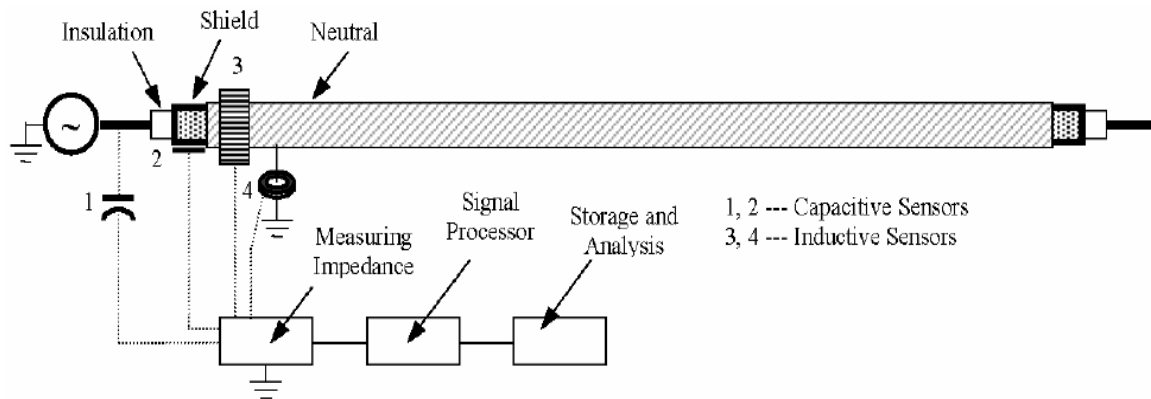 Insulation
Shield
Neutral
3
~
2
1
4
Signal
Processor
Storage and
Analysis
Measuring
Impedance
1, 2 --- Capacitive Sensors
3, 4 --- Inductive Sensors